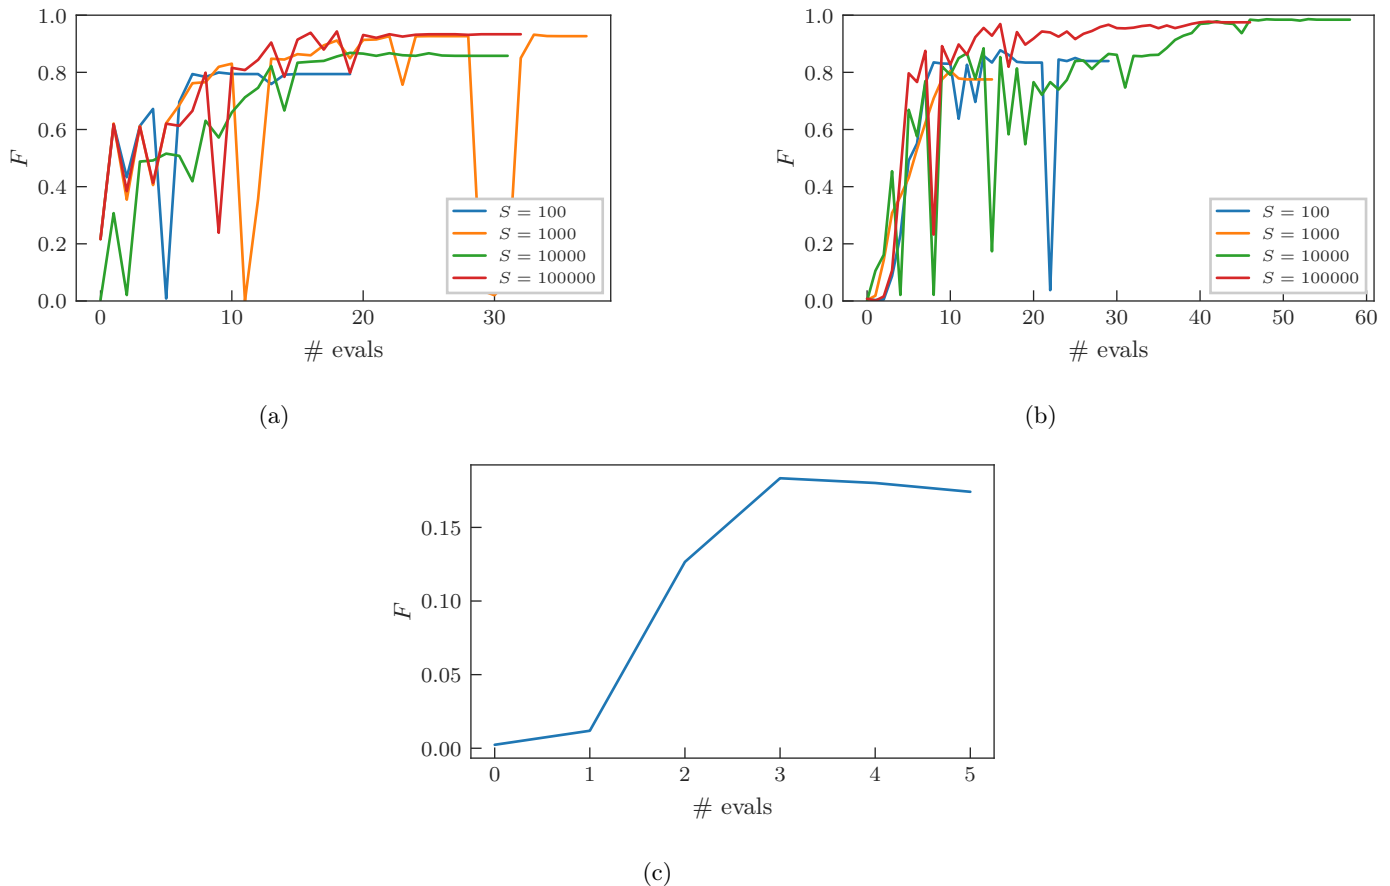 1.0
0.8
0.6
0.4
0.2
0.0
F
0 10 20 30
# evals
S = 100
S = 1000
S = 10000
S = 100000
(a)
1.0
0.8
0.6
0.4
0.2
0.0
F
0 10 20 30 40 50 60
# evals
S = 100
S = 1000
S = 10000
S = 100000
(b)
0.15
0.10
0.05
0.00
F
0 1 2 3 4 5
# evals
(c)